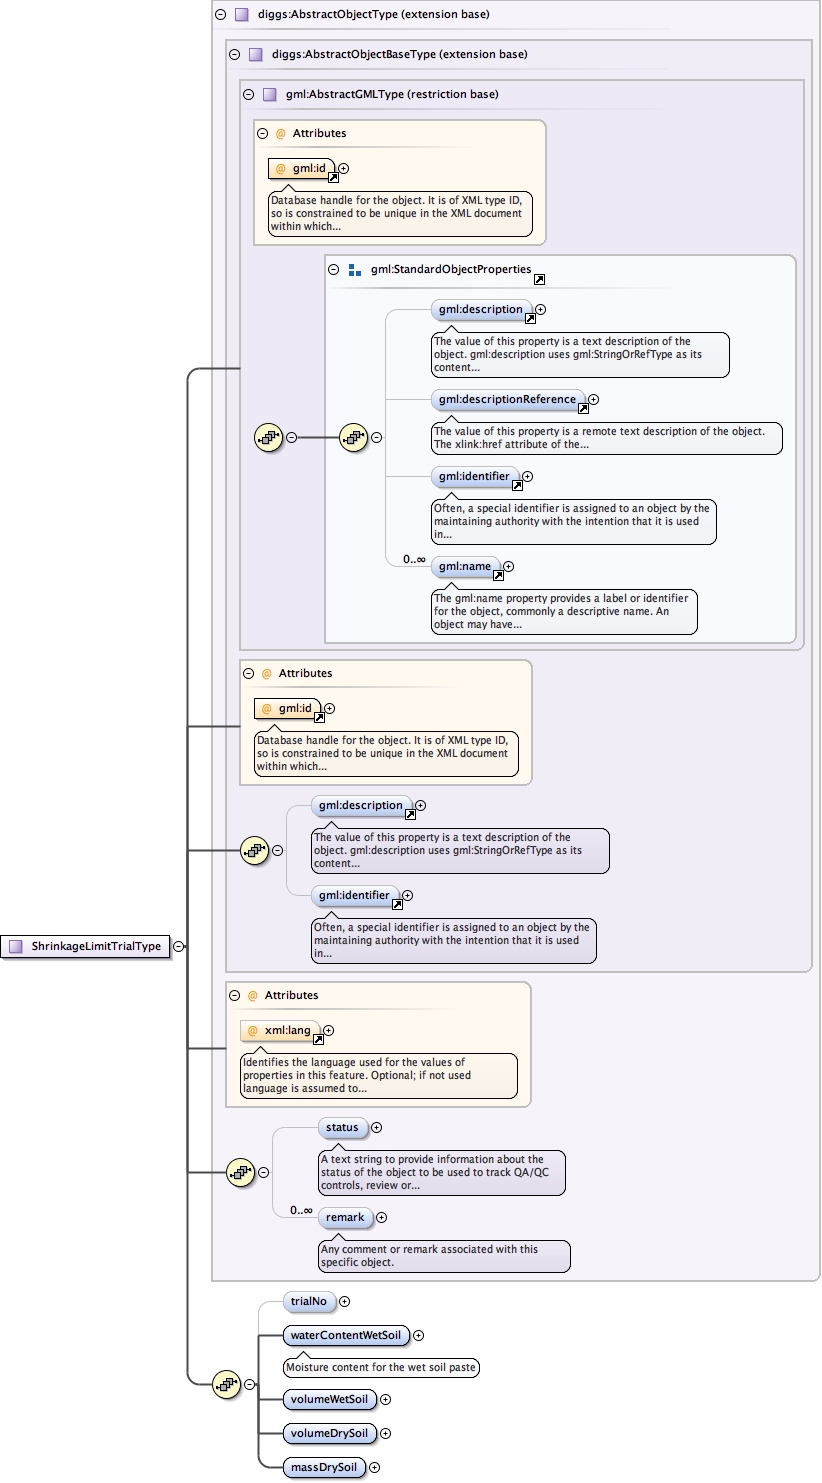 diggs:AbstractObjectType (extension base)
diggs:AbstractObjectBaseType (extension base)
gml:AbstractGMLType (restriction base)
@ Attributes
@ gml:id
Database handle for the object. It is of XML type ID,
so is constrained to be unique in the XML document
within which...
gml:StandardObjectProperties
gml:description
The value of this property is a text description of the
object. gml:description uses gml:StringOrRefType as its
content...
gml:descriptionReference
The value of this property is a remote text description of the object.
The xlink:href attribute of the...
gml:identifier
Often, a special identifier is assigned to an object by the
maintaining authority with the intention that it is used
in...
0..∞
gml:name
The gml:name property provides a label or identifier
for the object, commonly a descriptive name. An
object may have...
@ Attributes
@ gml:id
Database handle for the object. It is of XML type ID,
so is constrained to be unique in the XML document
within which...
gml:description
The value of this property is a text description of the
object. gml:description uses gml:StringOrRefType as its
content...
gml:identifier
Often, a special identifier is assigned to an object by the
maintaining authority with the intention that it is used
in...
ShrinkageLimitTrialType
@ Attributes
@ xml:lang
Identifies the language used for the values of
properties in this feature. Optional; if not used
language is assumed to...
status
A text string to provide information about the
status of the object to be used to track QA/QC
controls, review or...
0..∞
remark
Any comment or remark associated with this
specific object.
trialNo
waterContentWetSoil
Moisture content for the wet soil paste
volumeWetSoil
volumeDrySoil
massDrySoil